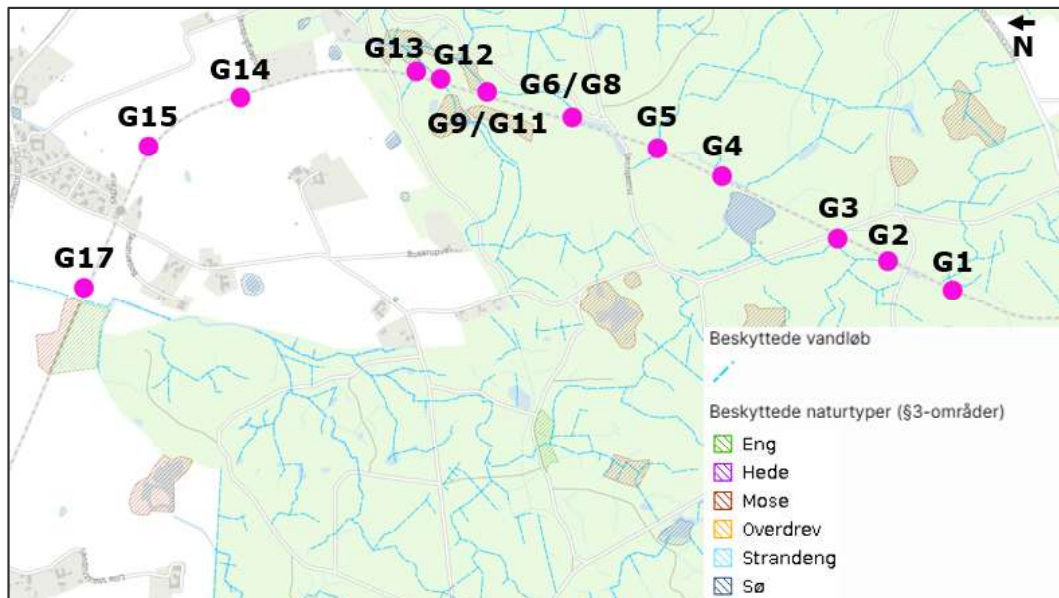 N
G13
G12
G14
G6/G8
G9/G11
G15
G5
G4
G3
G17
G2
G1
Beskyttede vandløb
Beskyttede naturtyper (§3-områder)
Eng
Hede
Mose
Overdrev
Strandeng
Sø